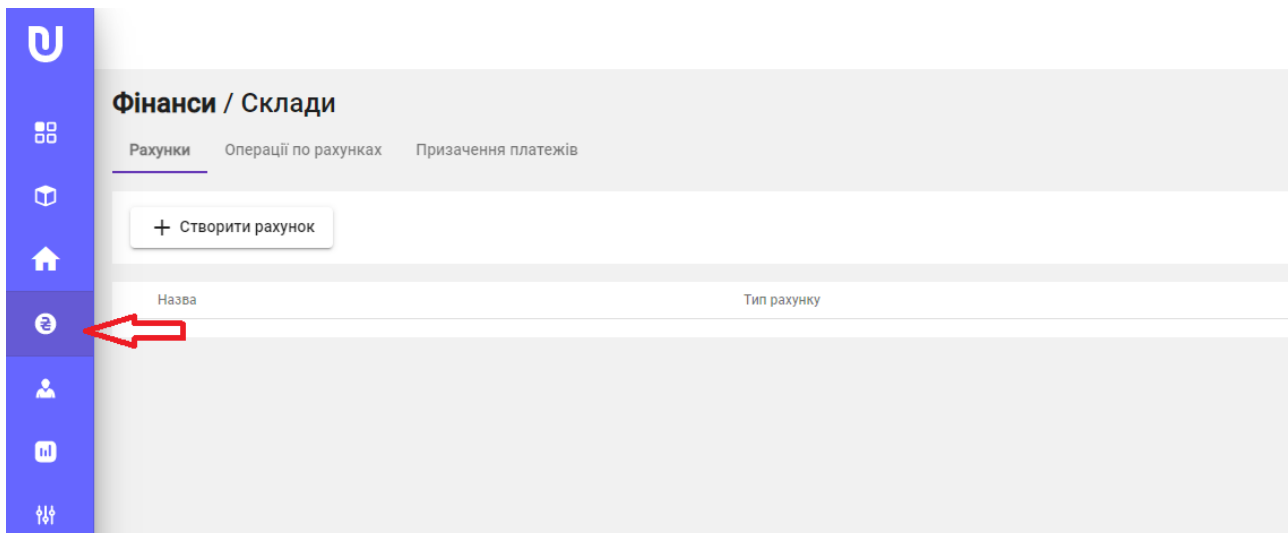 Фінанси / Склади
Рахунки Операції по рахунках Призачення платежів
+ Створити рахунок
Назва Тип рахунку